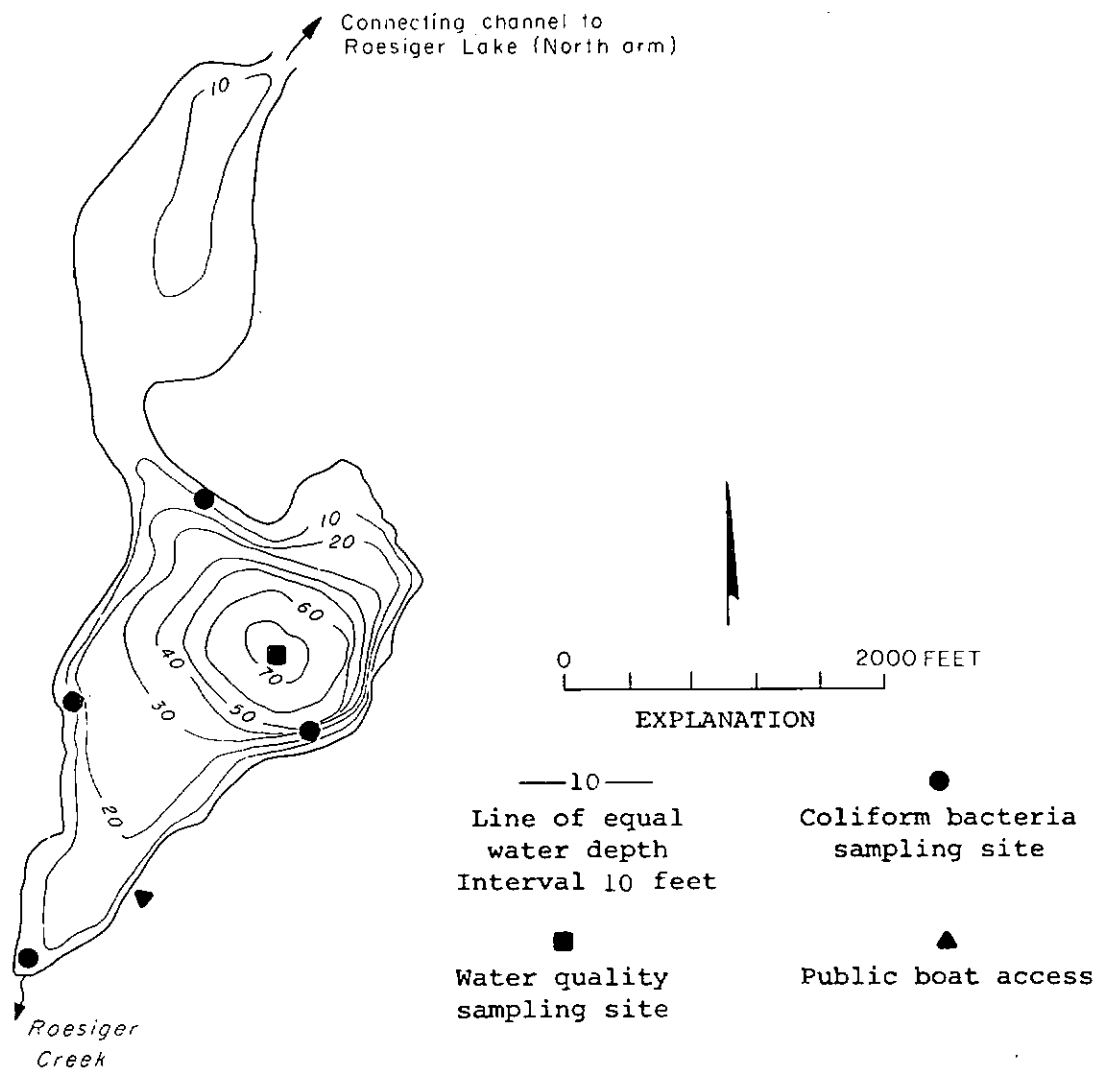 Connecting channel to
Roesiger Lake (North arm)
10
10
20
60
70
40
50
30
20
0 2000 FEET
EXPLANATION
10
Line of equal
water depth
Interval 10 feet
Coliform bacteria
sampling site
Water quality
sampling site
Public boat access
Roesiger
Creek